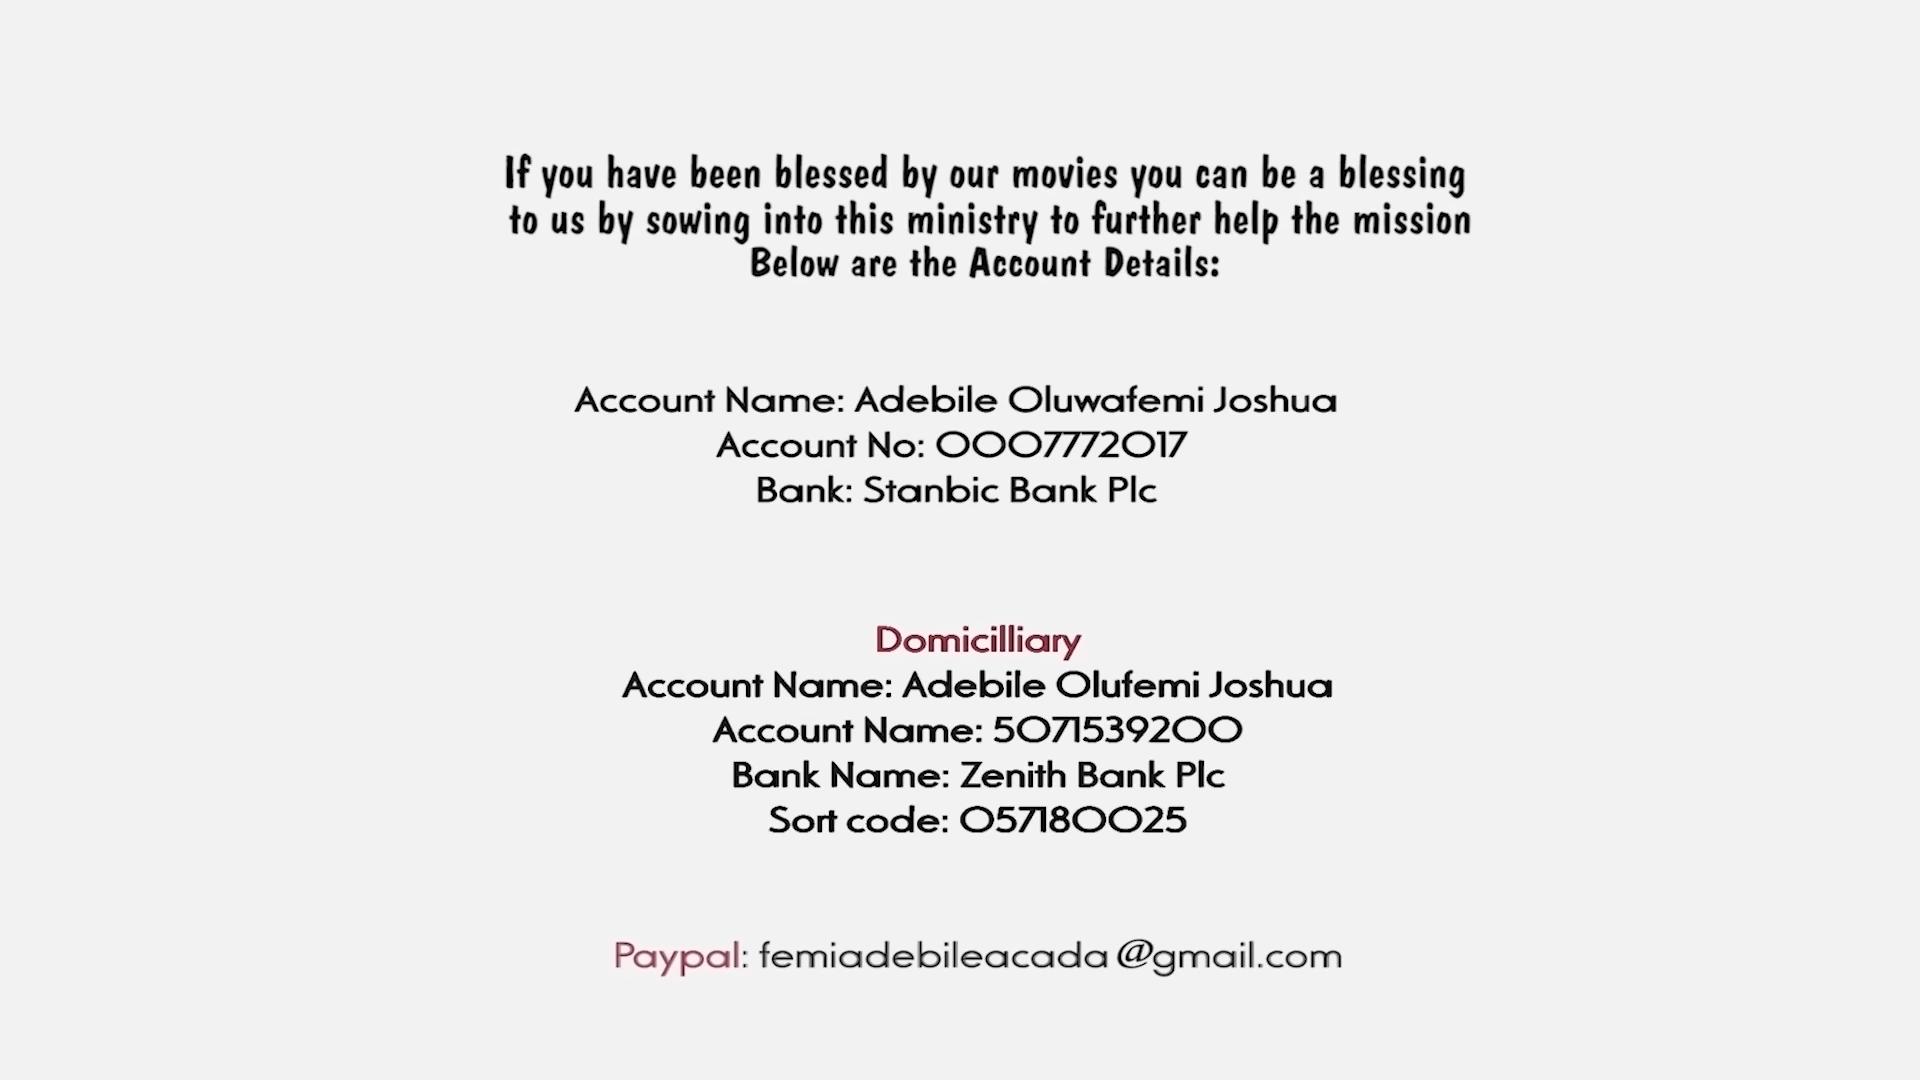 If you have been blessed by our movies you can be a blessing
to us by sowing into this ministry to further help the mission
Below are the Account Details:
Account Name: Adebile Oluwafemi Joshua
Account No: 0007772017
Bank: Stanbic Bank Plc
Domicilliary
Account Name: Adebile Olufemi Joshua
Account Name: 5071539200
Bank Name: Zenith Bank Plc
Sort code: 057180025
Paypal: femiadebileacada@gmail.com